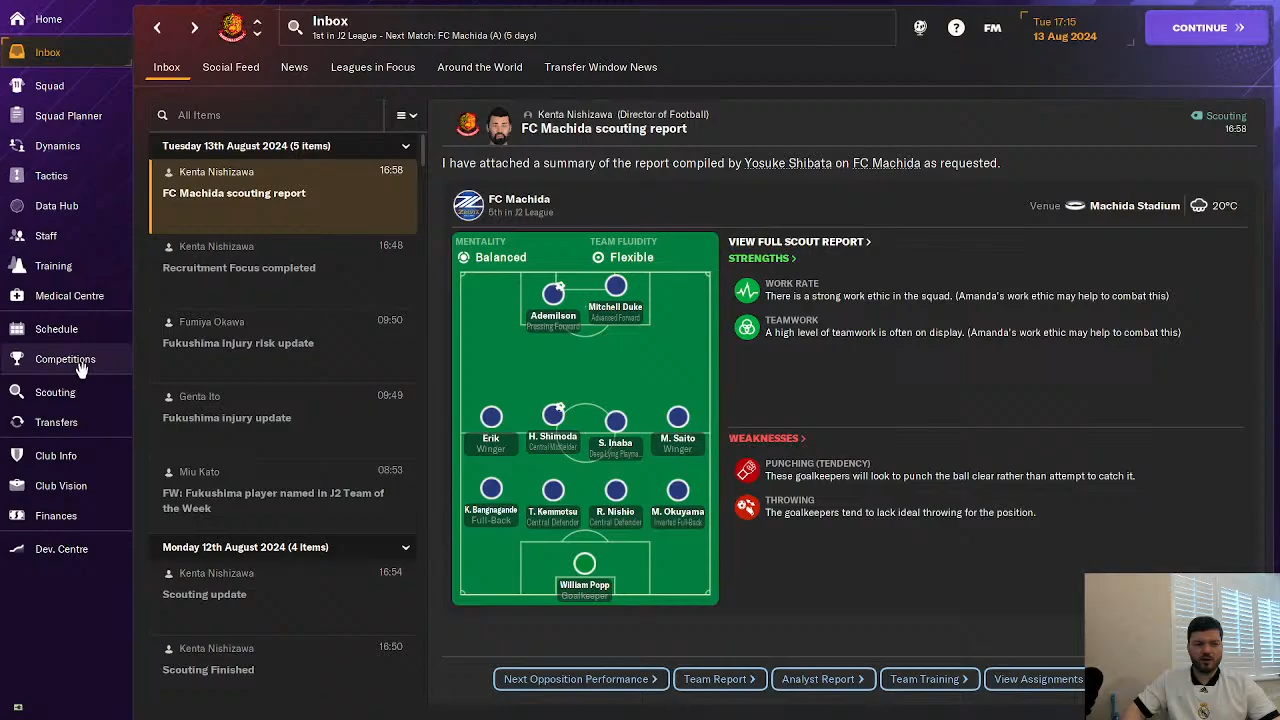 Home
Inbox
Squad
Squad Planner
Dynamics
Tactics
Data Hub
Staff
Training
Medical Centre
Schedule
Competitions
Scouting
Transfers
Club Info
Club Vision
Finances
Dev. Centre
Inbox
1st in J2 League - Next Match: FC Machida (A) (5 days)
FM
Tue 17:15
13 Aug 2024
CONTINUE
Inbox
Social Feed
News
Leagues in Focus
Around the World
Transfer Window News
All Items
Tuesday 13th August 2024 (5 items)
Kenta Nishizawa 16:58
FC Machida scouting report
Kenta Nishizawa 16:48
Recruitment Focus completed
Fumiya Okawa 09:50
Fukushima injury risk update
Genta Ito 09:49
Fukushima injury update
Miu Kato 08:53
FW: Fukushima player named in J2 Team of
the Week
Monday 12th August 2024 (4 Items)
Kenta Nishizawa 16:54
Scouting update
Kenta Nishizawa 16:50
Scouting Finished
Kenta Nishizawa (Director of Football)
FC Machida scouting report
Scouting
16:58
I have attached a summary of the report compiled by Yosuke Shibata on FC Machida as requested.
FC Machida
5th in J2 League
Venue Machida Stadium 20°C
MENTALITY
Balanced
TEAM FLUIDITY
Flexible
Ademilson
Pressing Forward
Mitchell Duke
Advanced Forward
Erik
Winger
H. Shimoda
Central Midfielder
S. Inaba
Deep Lying Playma...
M. Saito
Winger
K. Bangnagande
Full-Back
T. Kemmotsu
Central Defender
R. Nishio
Central Defender
M. Okuyama
Inverted Full-Back
William Popp
Goalkeeper
VIEW FULL SCOUT REPORT >
STRENGTHS >
WORK RATE
There is a strong work ethic in the squad. (Amanda's work ethic may help to combat this)
TEAMWORK
A high level of teamwork is often on display. (Amanda's work ethic may help to combat this)
WEAKNESSES >
PUNCHING (TENDENCY)
These goalkeepers will look to punch the ball clear rather than attempt to catch it.
THROWING
The goalkeepers tend to lack ideal throwing for the position.
Next Opposition Performance >
Team Report >
Analyst Report >
Team Training >
View Assignments